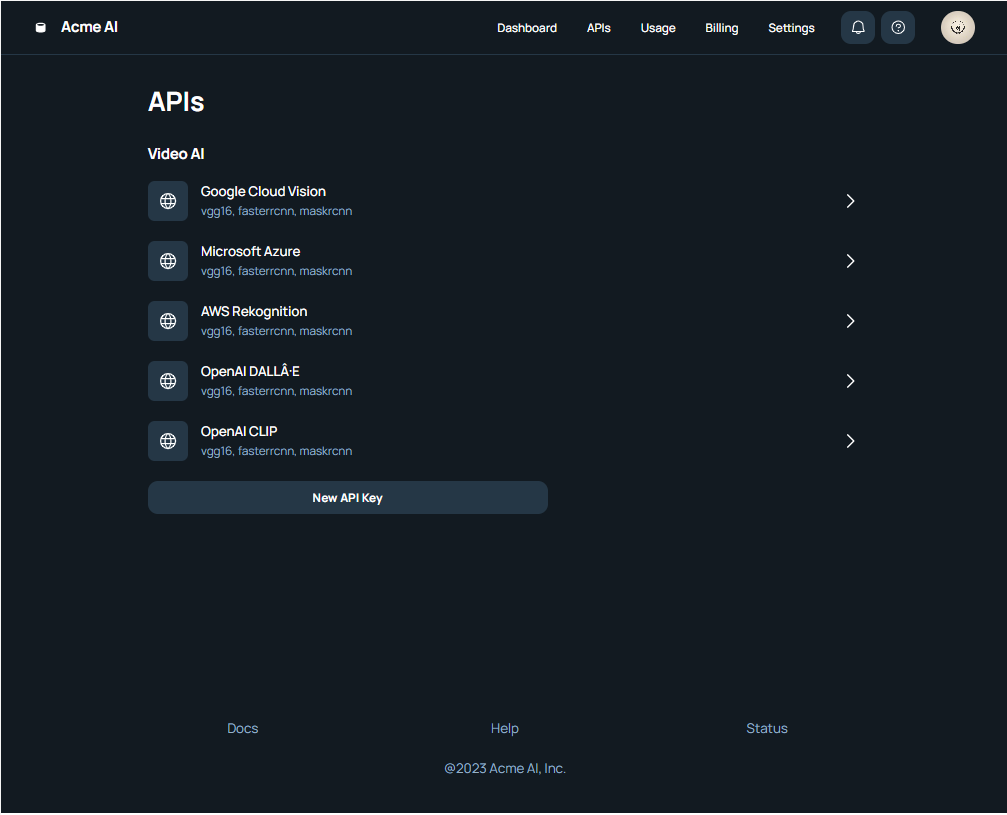 Acme AI
Dashboard APIs Usage Billing Settings
APIs
Video AI
Google Cloud Vision
vgg16, fasterrcnn, maskrcnn
Microsoft Azure
vgg16, fasterrcnn, maskrcnn
AWS Rekognition
vgg16, fasterrcnn, maskrcnn
OpenAI DALLÂ·E
vgg16, fasterrcnn, maskrcnn
OpenAI CLIP
vgg16, fasterrcnn, maskrcnn
New API Key
Docs Help Status
@2023 Acme AI, Inc.